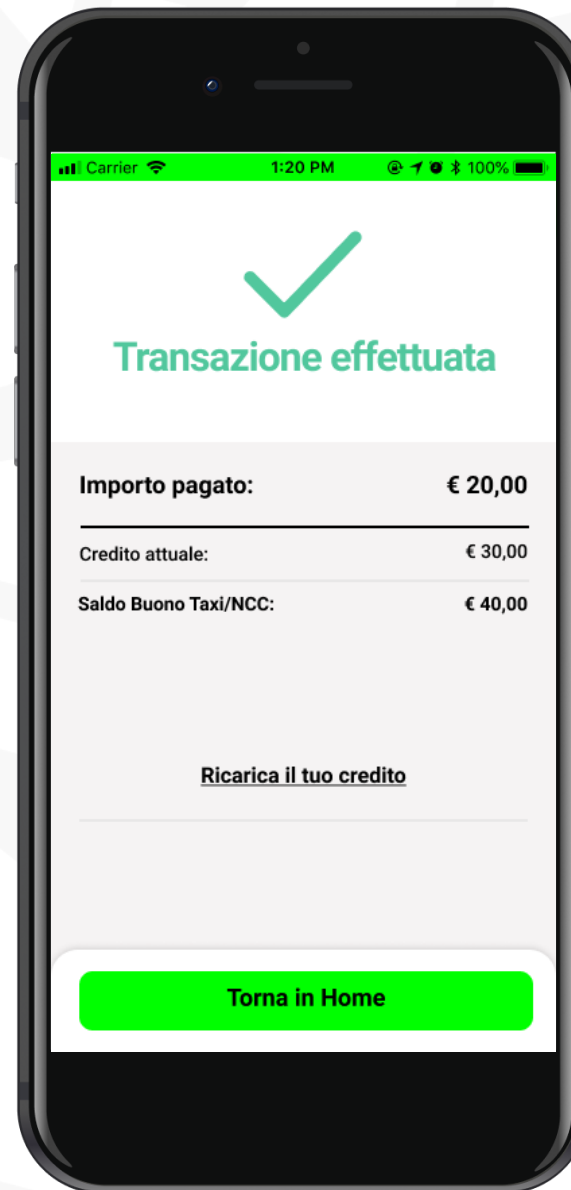 Carrier 1:20 PM 100%
Transazione effettuata
Importo pagato: € 20,00
Credito attuale: € 30,00
Saldo Buono Taxi/NCC: € 40,00
Ricarica il tuo credito
Torna in Home